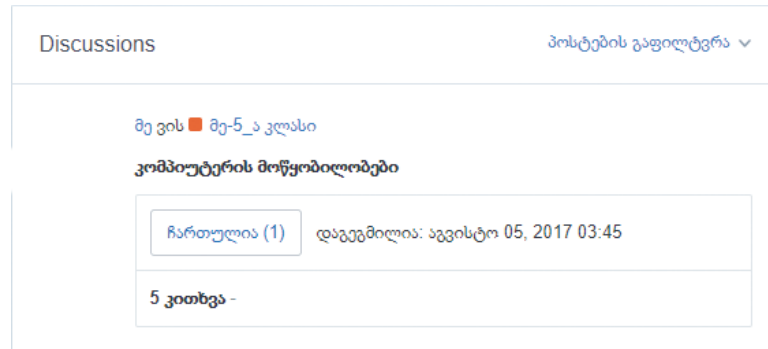 Discussions
პოსტების გაფილტვრა
მე ვის მე-5_ა კლასი
კომპიუტერის მოწყობილობები
ჩართულია (1) დაგეგმილია: აგვისტო 05, 2017 03:45
5 კითხვა -